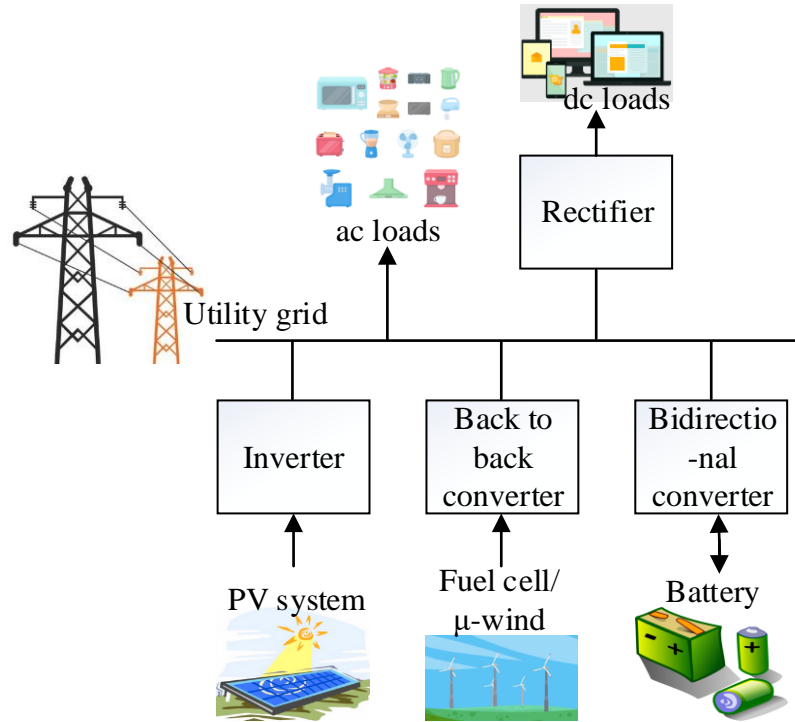 dc loads
Rectifier
ac loads
Utility grid
Inverter
Back to
back
converter
Bidirectio
-nal
converter
PV system
Fuel cell/
μ-wind
Battery
- +
+